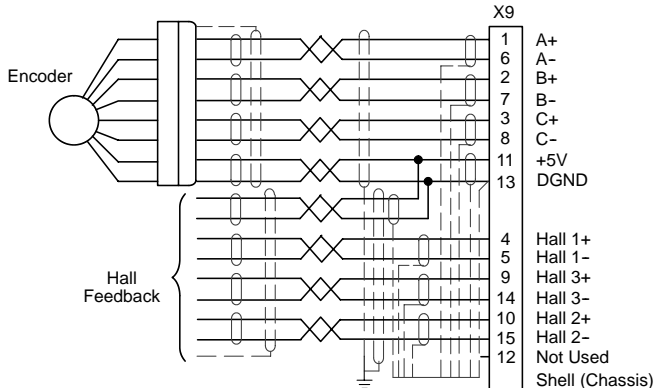 X9
Encoder
1 A+
6 A−
2 B+
7 B−
3 C+
8 C−
11 +5V
13 DGND
4 Hall 1+
5 Hall 1−
9 Hall 3+
14 Hall 3−
10 Hall 2+
15 Hall 2−
12 Not Used
Shell (Chassis)
Hall
Feedback